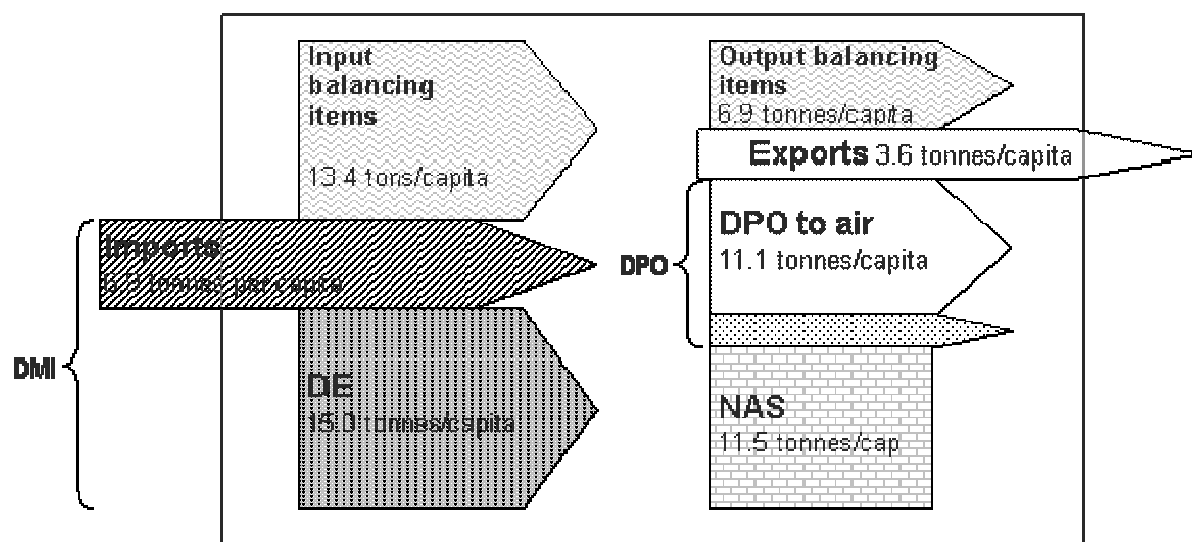 Input
balancing
items
13.4 tons/capita
Imports
tonnes per capita
DMI
DE
15.0 tonnes/capita
Output balancing
items
6.9 tonnes/capita
Exports 3.6 tonnes/capita
DPO
DPO to air
11.1 tonnes/capita
NAS
11.5 tonnes/cap